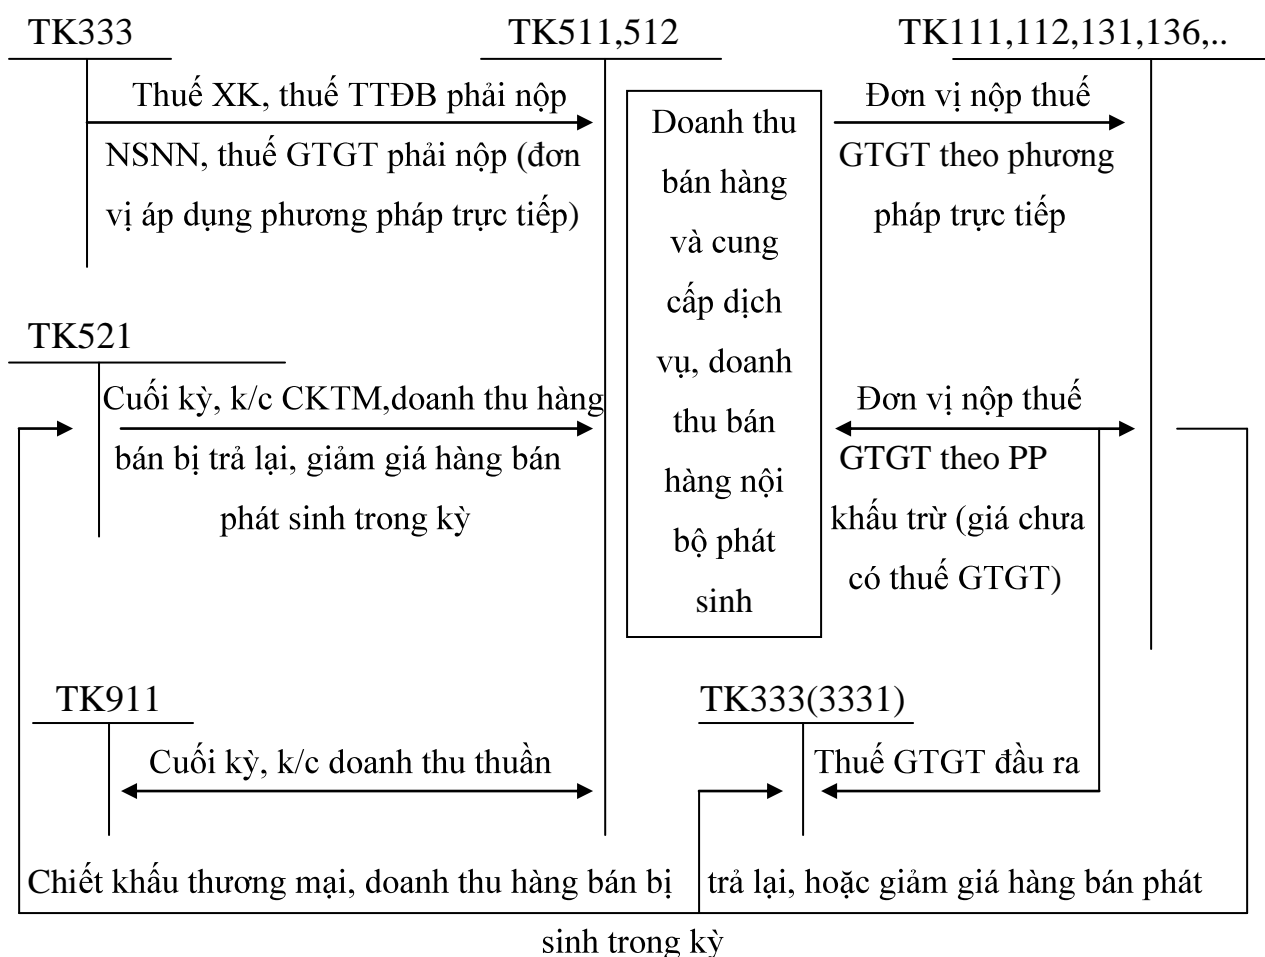 TK333
TK511,512
TK111,112,131,136,..
Thuế XK, thuế TTĐB phải nộp
NSNN, thuế GTGT phải nộp (đơn
vị áp dụng phương pháp trực tiếp)
Doanh thu
bán hàng
và cung
cấp dịch
vụ, doanh
thu bán
hàng nội
bộ phát
sinh
Đơn vị nộp thuế
GTGT theo phương
pháp trực tiếp
TK521
Cuối kỳ, k/c CKTM,doanh thu hàng
bán bị trả lại, giảm giá hàng bán
phát sinh trong kỳ
Đơn vị nộp thuế
GTGT theo PP
khấu trừ (giá chưa
có thuế GTGT)
TK911
Cuối kỳ, k/c doanh thu thuần
TK333(3331)
Thuế GTGT đầu ra
Chiết khấu thương mại, doanh thu hàng bán bị trả lại, hoặc giảm giá hàng bán phát
sinh trong kỳ